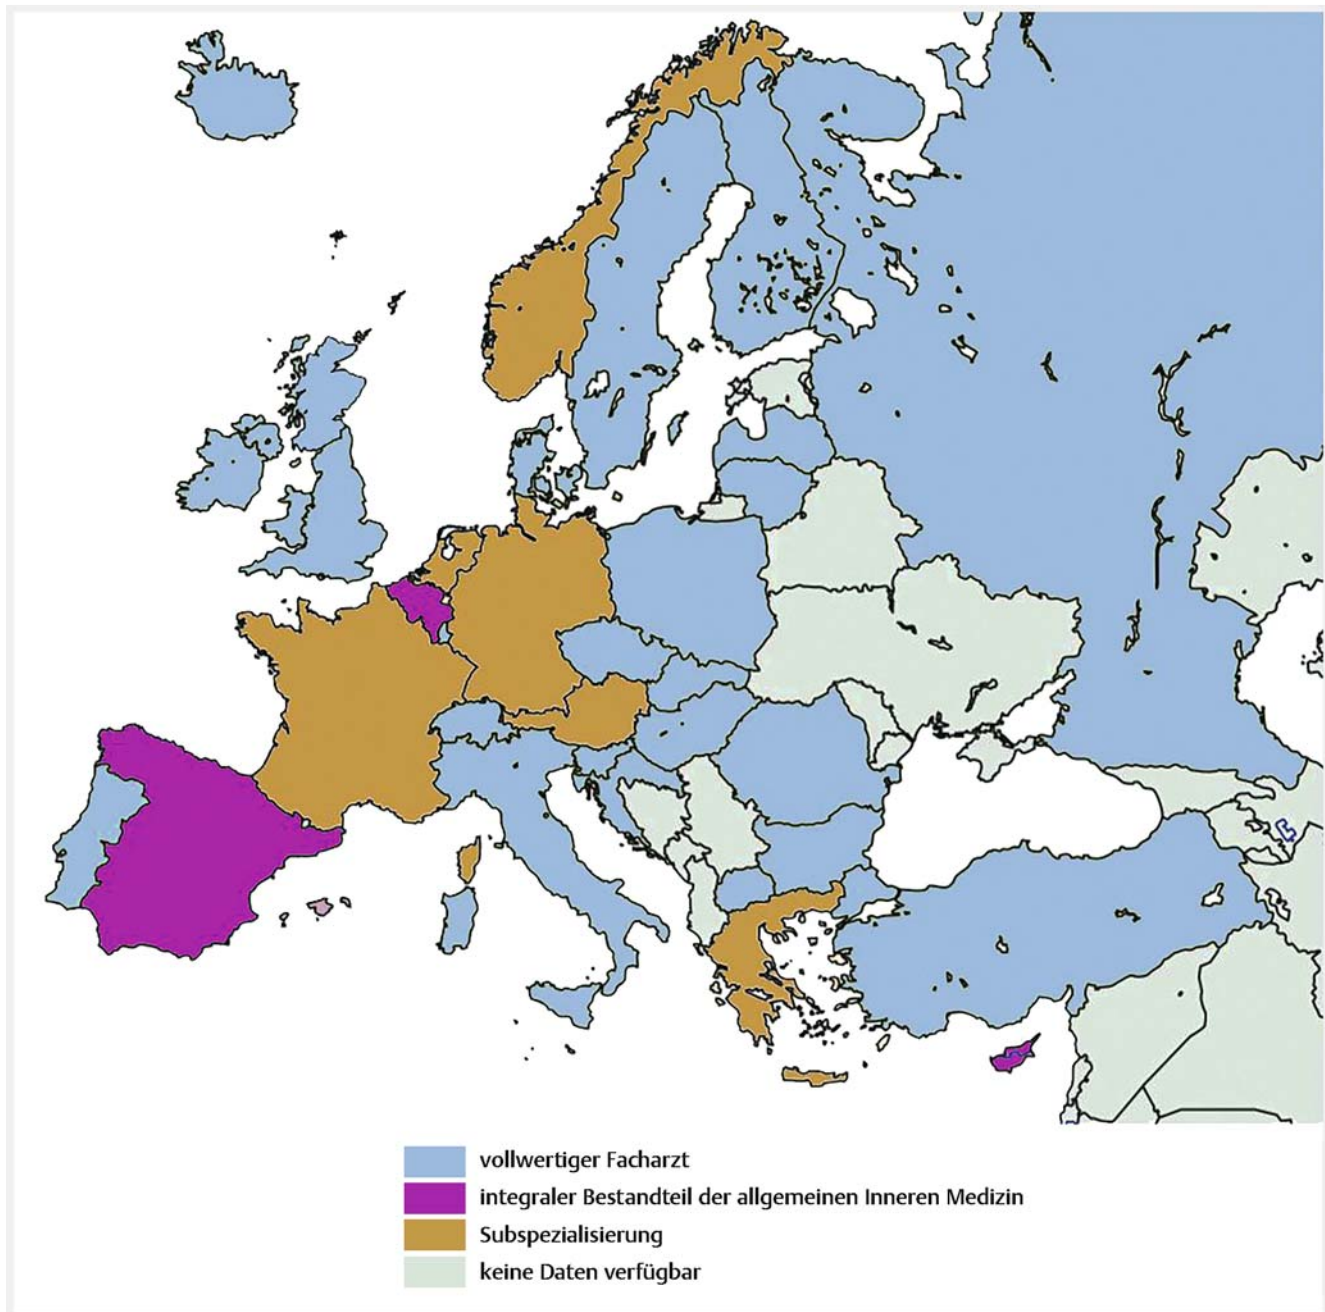 vollwertiger Facharzt
integraler Bestandteil der allgemeinen Inneren Medizin
Subspezialisierung
keine Daten verfügbar